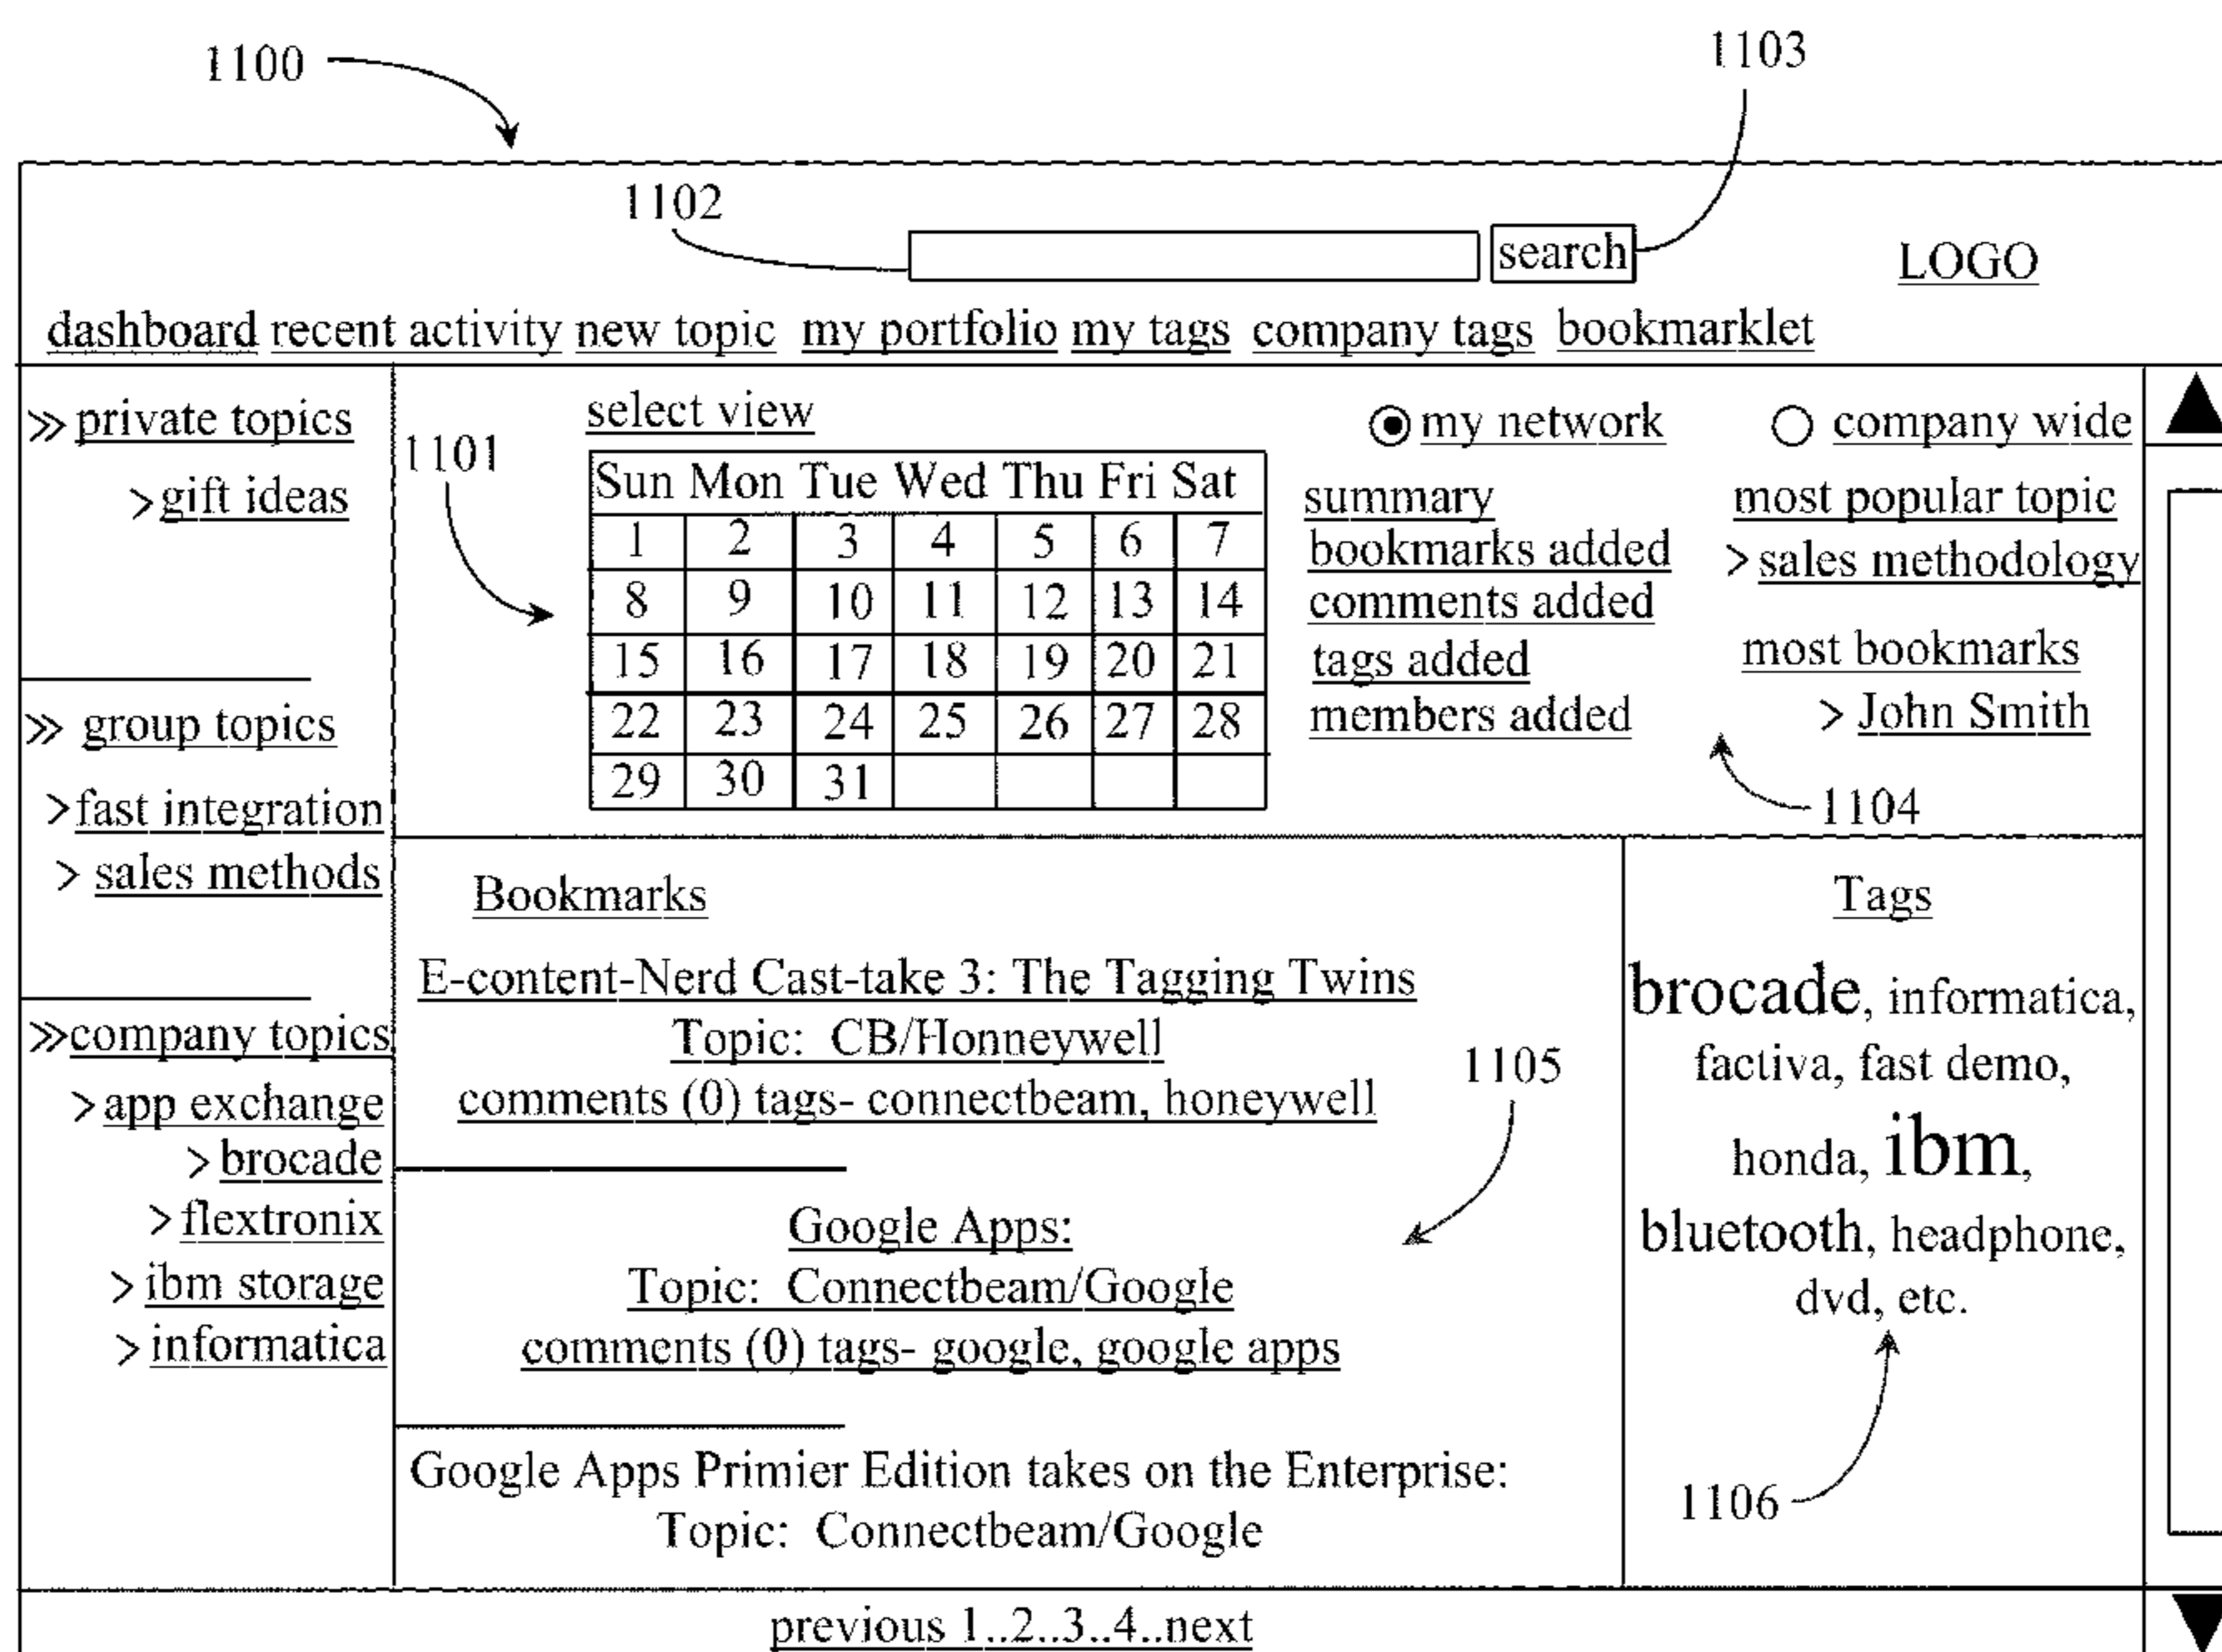 1100
1103
1102
search
LOGO
dashboard recent activity new topic my portfolio my tags company tags bookmarklet
>> private topics
> gift ideas
>> group topics
> fast integration
> sales methods
>> company topics
> app exchange
> brocade
> flextronix
> ibm storage
> informatica
1101
select view
Sun Mon Tue Wed Thu Fri Sat
1 2 3 4 5 6 7
8 9 10 11 12 13 14
15 16 17 18 19 20 21
22 23 24 25 26 27 28
29 30 31
my network
summary
bookmarks added
comments added
tags added
members added
company wide
most popular topic
> sales methodology
most bookmarks
> John Smith
1104
Bookmarks
E-content-Nerd Cast-take 3: The Tagging Twins
Topic: CB/Honneywell
comments (0) tags- connectbeam, honeywell
1105
Google Apps:
Topic: Connectbeam/Google
comments (0) tags- google, google apps
Google Apps Primier Edition takes on the Enterprise:
Topic: Connectbeam/Google
Tags
brocade, informatica,
factiva, fast demo,
honda, ibm,
bluetooth, headphone,
dvd, etc.
1106
previous 1..2..3..4..next